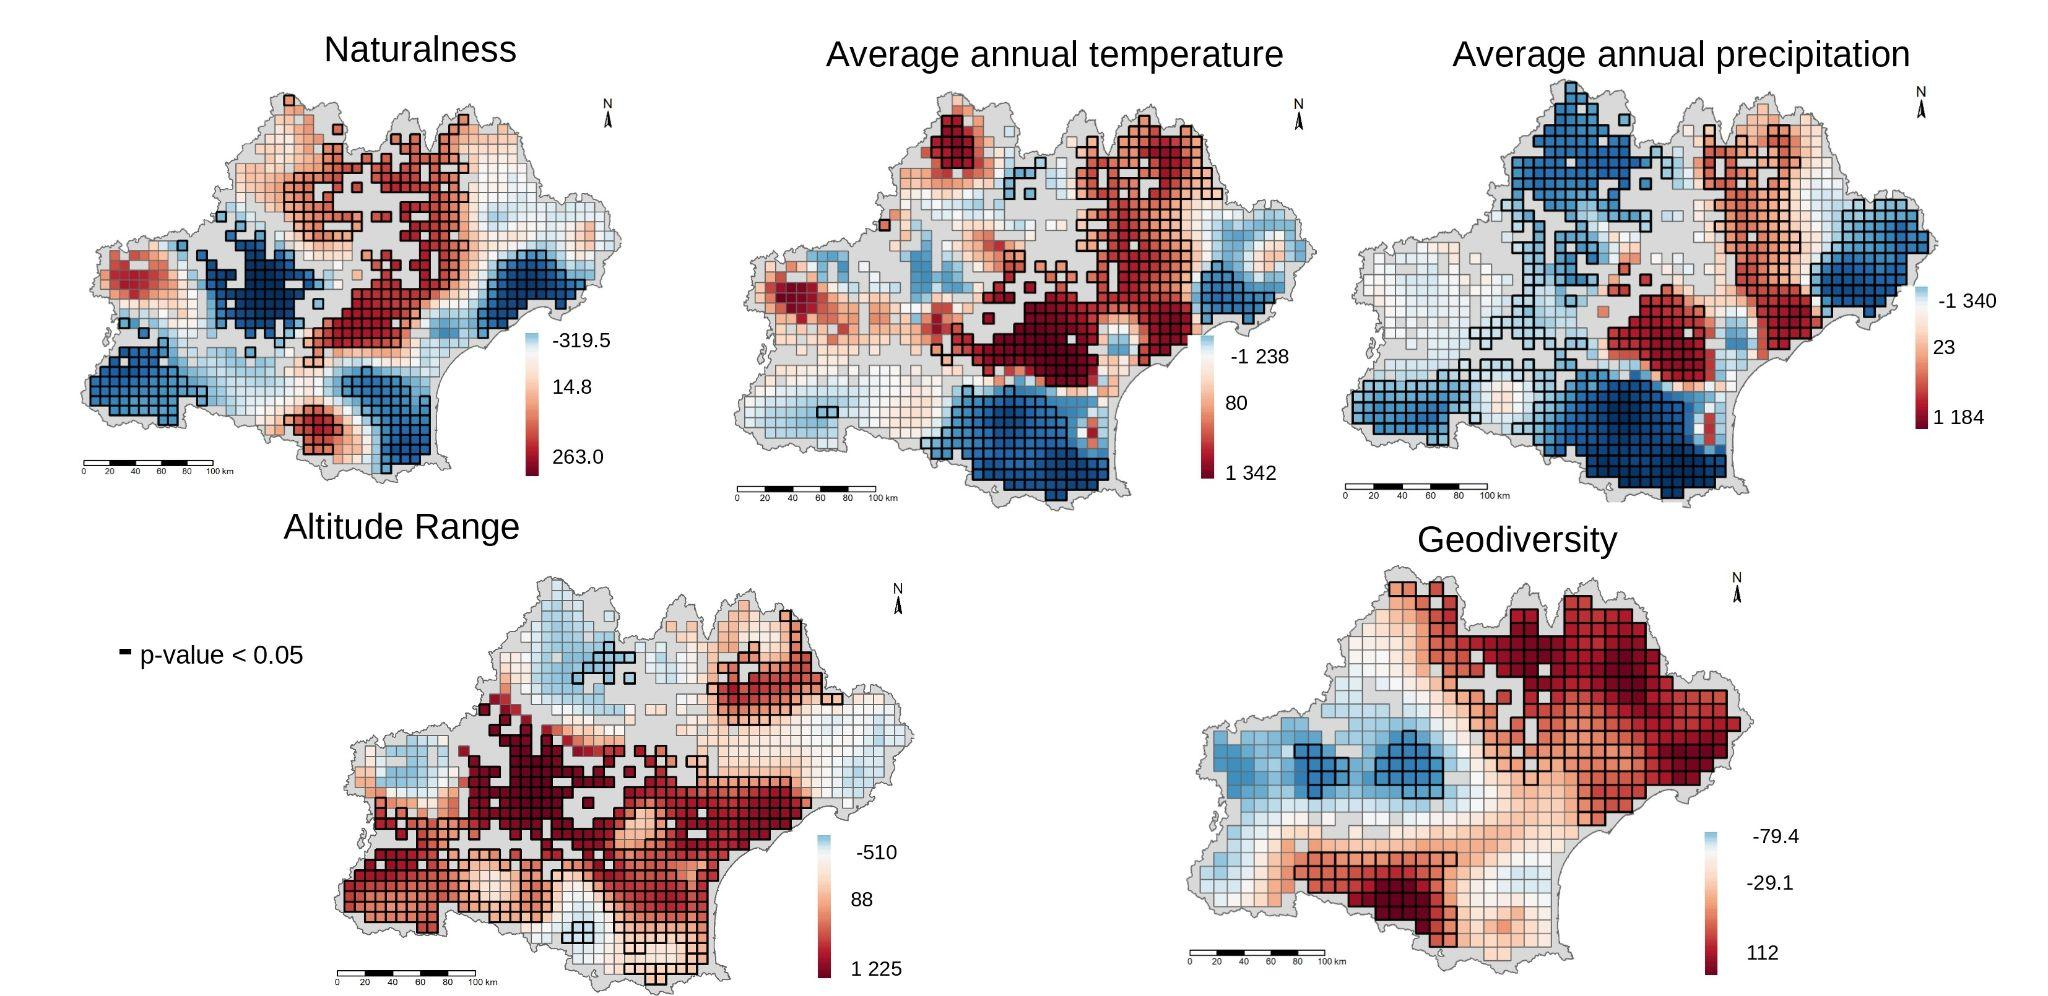 Naturalness
Average annual temperature
Average annual precipitation
N
N
N
-319.5
14.8
263.0
-1 238
80
1 342
-1 340
23
1 184
0 20 40 60 80 100 km
0 20 40 60 80 100 km
0 20 40 60 80 100 km
Altitude Range
Geodiversity
N
N
p-value < 0.05
-510
88
1 225
-79.4
-29.1
112
0 20 40 60 80 100 km
0 20 40 60 80 100 km